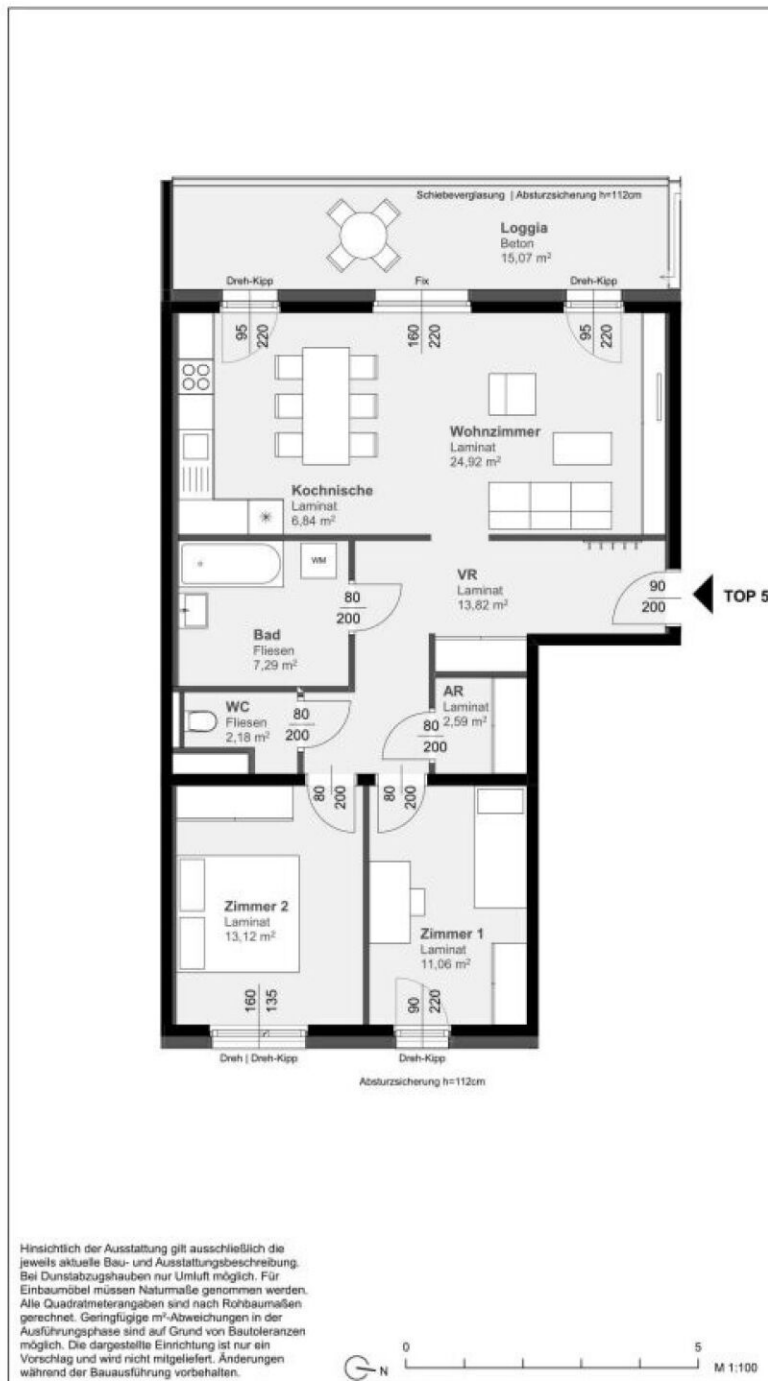 Schiebeverglasung | Absturzsicherung h=112cm
Loggia
Beton
15,07 m²
Dreh-Kipp
Fix
Dreh-Kipp
95
220
160
220
95
220
Wohnzimmer
Laminat
24,92 m²
Kochnische
Laminat
6,84 m²
WM
VR
Laminat
13,82 m²
80
200
90
200
TOP 5
Bad
Fliesen
7,29 m²
WC
Fliesen
2,18 m²
80
200
AR
Laminat
2,59 m²
80
200
80
200
80
200
Zimmer 2
Laminat
13,12 m²
Zimmer 1
Laminat
11,06 m²
160
135
90
220
Dreh | Dreh-Kipp
Dreh-Kipp
Absturzsicherung h=112cm
Hinsichtlich der Ausstattung gilt ausschließlich die
jeweils aktuelle Bau- und Ausstattungsbeschreibung.
Bei Dunstabzugshauben nur Umluft möglich. Für
Einbaumöbel müssen Naturmaße genommen werden.
Alle Quadratmeterangaben sind nach Rohbaumaßen
gerechnet. Geringfügige m²-Abweichungen in der
Ausführungsphase sind auf Grund von Bautoleranzen
möglich. Die dargestellte Einrichtung ist nur ein
Vorschlag und wird nicht mitgeliefert. Änderungen
während der Bauausführung vorbehalten.
N
0
5
M 1:100